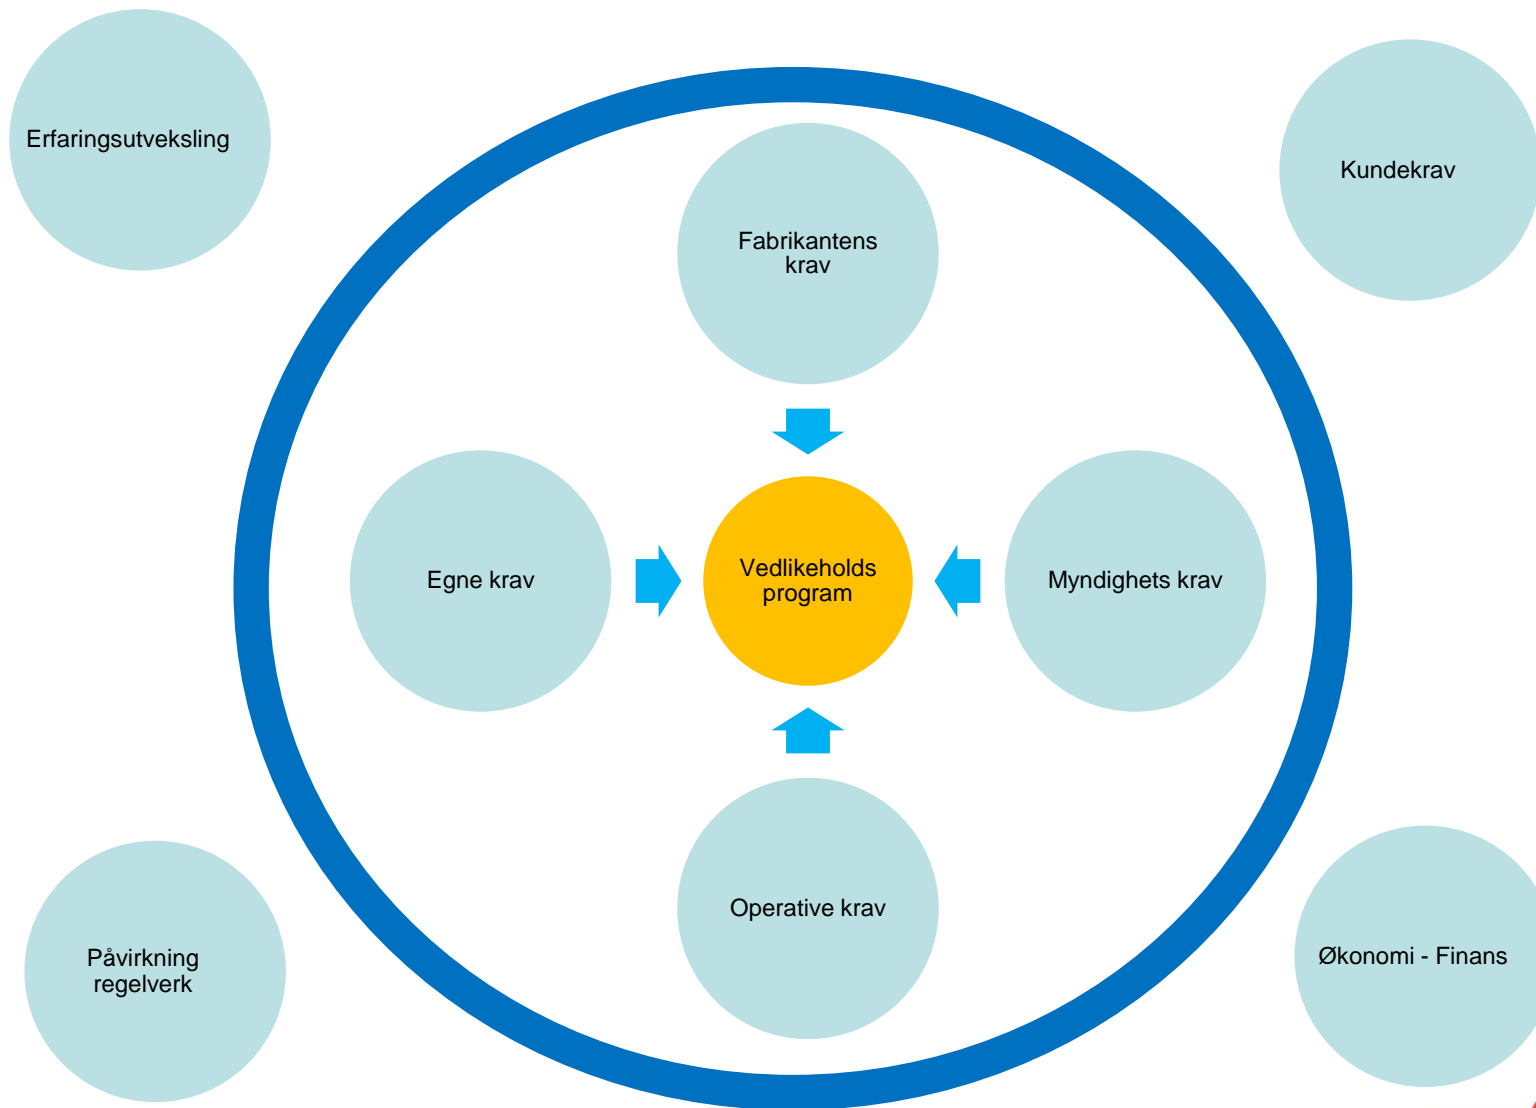 Erfaringsutveksling
Kundekrav
Fabrikantens
krav
Egne krav
Vedlikeholds
program
Myndighets krav
Operative krav
Påvirkning
regelverk
Økonomi - Finans